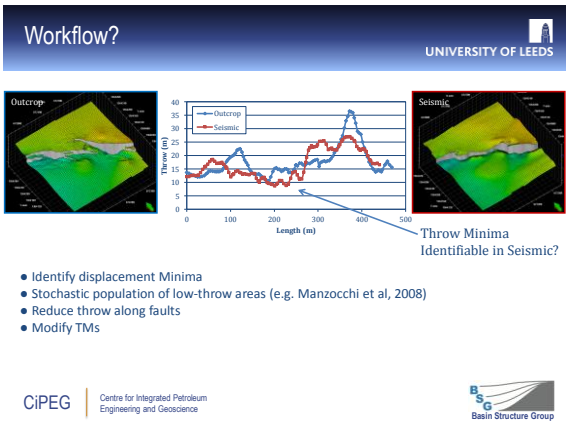 Workflow?
UNIVERSITY OF LEEDS
Outcrop
Seismic
40
35
30
25
20
15
10
5
0
Throw (m)
Outcrop
Seismic
0 100 200 300 400 500
Length (m)
Throw Minima
Identifiable in Seismic?
● Identify displacement Minima
● Stochastic population of low-throw areas (e.g. Manzocchi et al, 2008)
● Reduce throw along faults
● Modify TMs
CiPEG
Centre for Integrated Petroleum
Engineering and Geoscience
BSG
Basin Structure Group